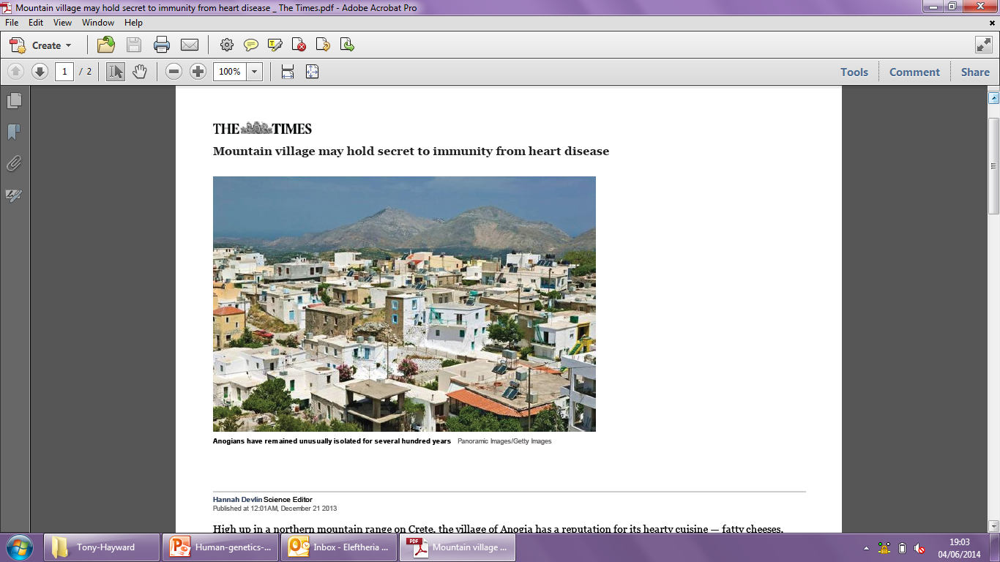 Mountain village may hold secret to immunity from heart disease _ The Times.pdf - Adobe Acrobat Pro
File Edit View Window Help
Create
1 / 2 100% Tools Comment Share
THE TIMES
Mountain village may hold secret to immunity from heart disease
Anogians have remained unusually isolated for several hundred years Panoramic Images/Getty Images
Hannah Devlin Science Editor
Published at 12:01AM, December 21 2013
High up in a northern mountain range on Crete, the village of Anogia has a reputation for its hearty cuisine — fatty cheeses,
Tony-Hayward Human-genetics-... Inbox - Eleftheria ... PDF Mountain village ... 19:03
04/06/2014